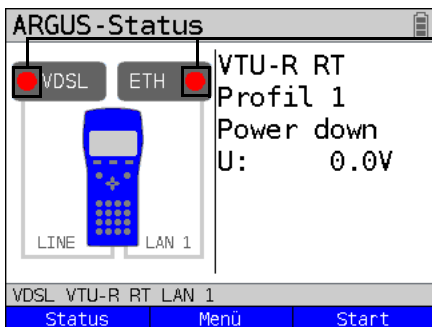 ARGUS-Status
VDSL
ETH
LINE
LAN 1
VTU-R RT
Profil 1
Power down
U: 0.0V
VDSL VTU-R RT LAN 1
Status Menü Start